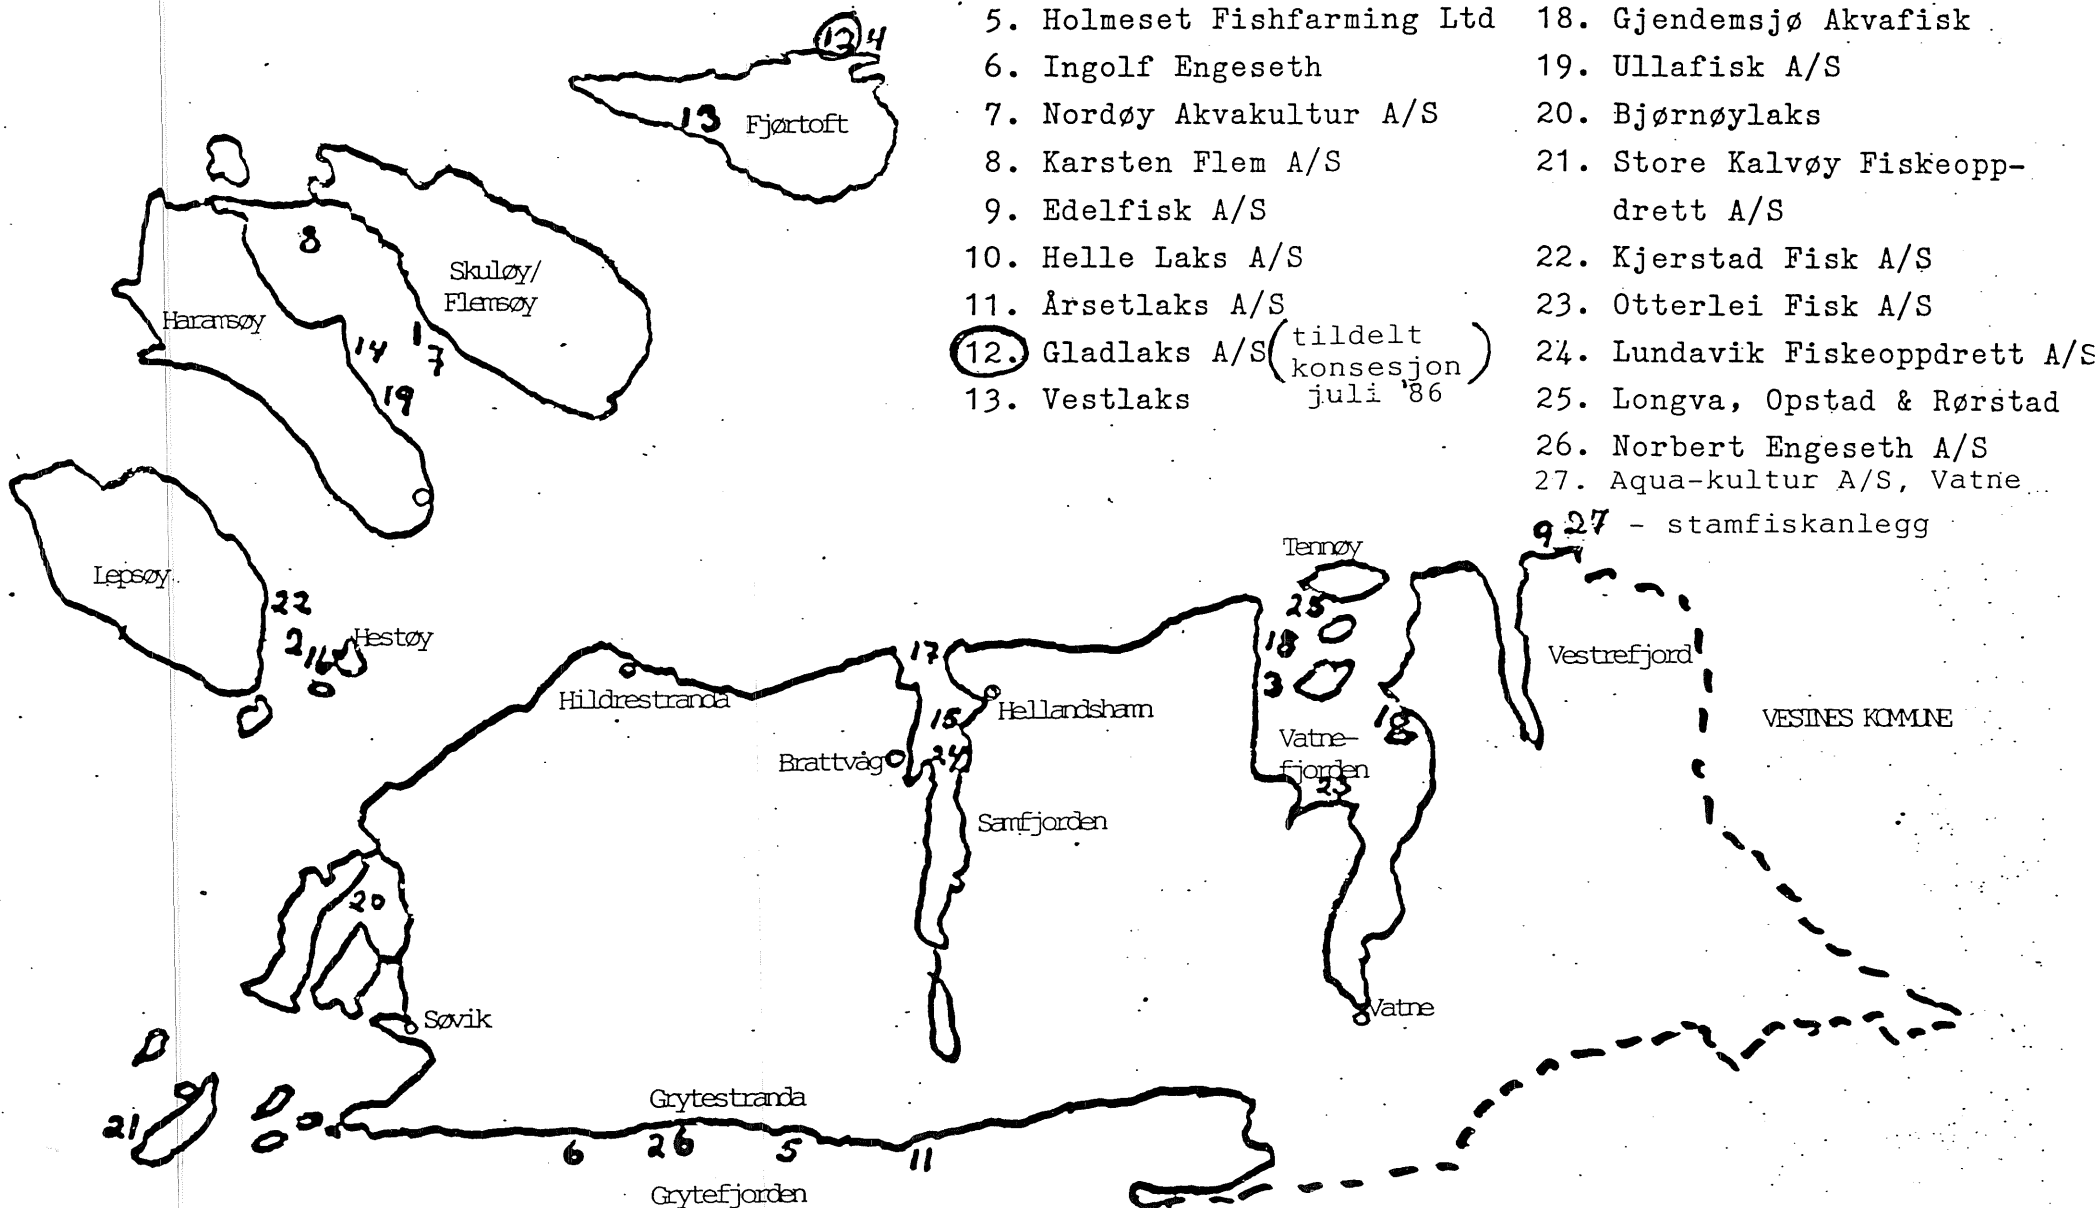 5. Holmeset Fishfarming Ltd
6. Ingolf Engeseth
7. Nordøy Akvakultur A/S
8. Karsten Flem A/S
9. Edelfisk A/S
10. Helle Laks A/S
11. Årsetlaks A/S
12. Gladlaks A/S (tildelt
konsesjon)
juli '86
13. Vestlaks
18. Gjendemsjø Akvafisk
19. Ullafisk A/S
20. Bjørnøylaks
21. Store Kalvøy Fiskeopp-
drett A/S
22. Kjerstad Fisk A/S
23. Otterlei Fisk A/S
24. Lundavik Fiskeoppdrett A/S
25. Longva, Opstad & Rørstad
26. Norbert Engeseth A/S
27. Aqua-kultur A/S, Vatne
9 27 - stamfiskanlegg
12 4
13 Fjørtoft
8
Skuløy/
Flemsøy
Haramsøy
14
1
7
19
Lepsøy
22
2
16
Hestøy
Tennøy
25
18
3
17
Hildrestranda
Hellandshamn
15
Brattvåg
24
Vatne-
fjorden
23
18
Vestrefjord
VESTNES KOMMUNE
Samfjorden
20
Søvik
Vatne
21
Grytestranda
6
26
5
11
Grytefjorden